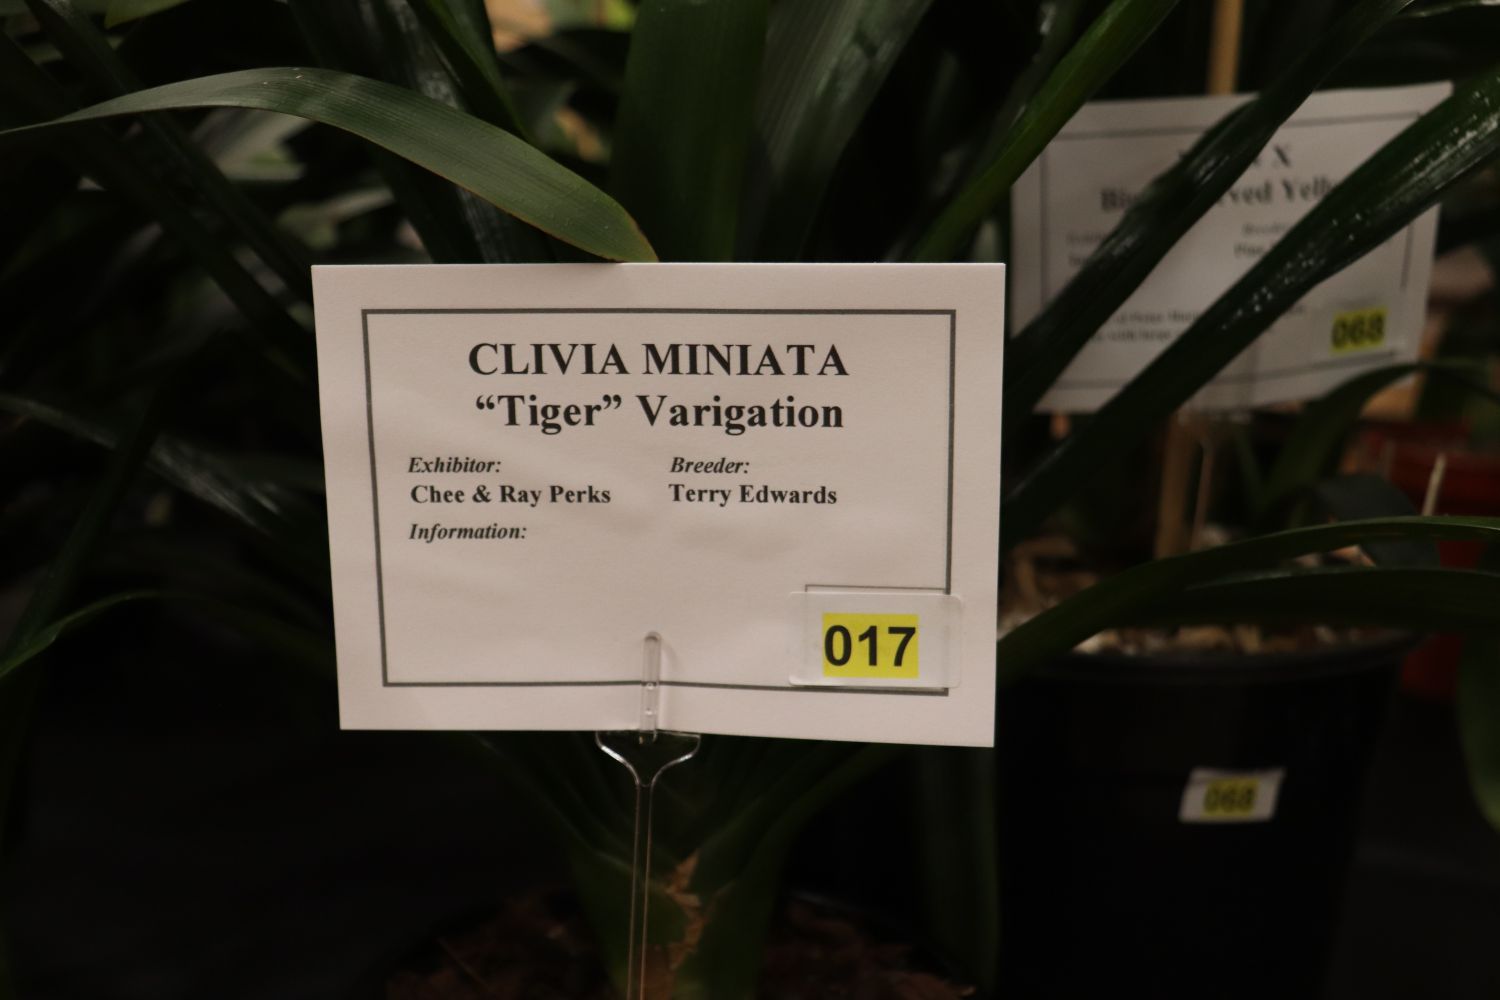 CLIVIA MINIATA
“Tiger” Varigation
Exhibitor:
Breeder:
Chee & Ray Perks
Terry Edwards
Information:
017
X
068
068